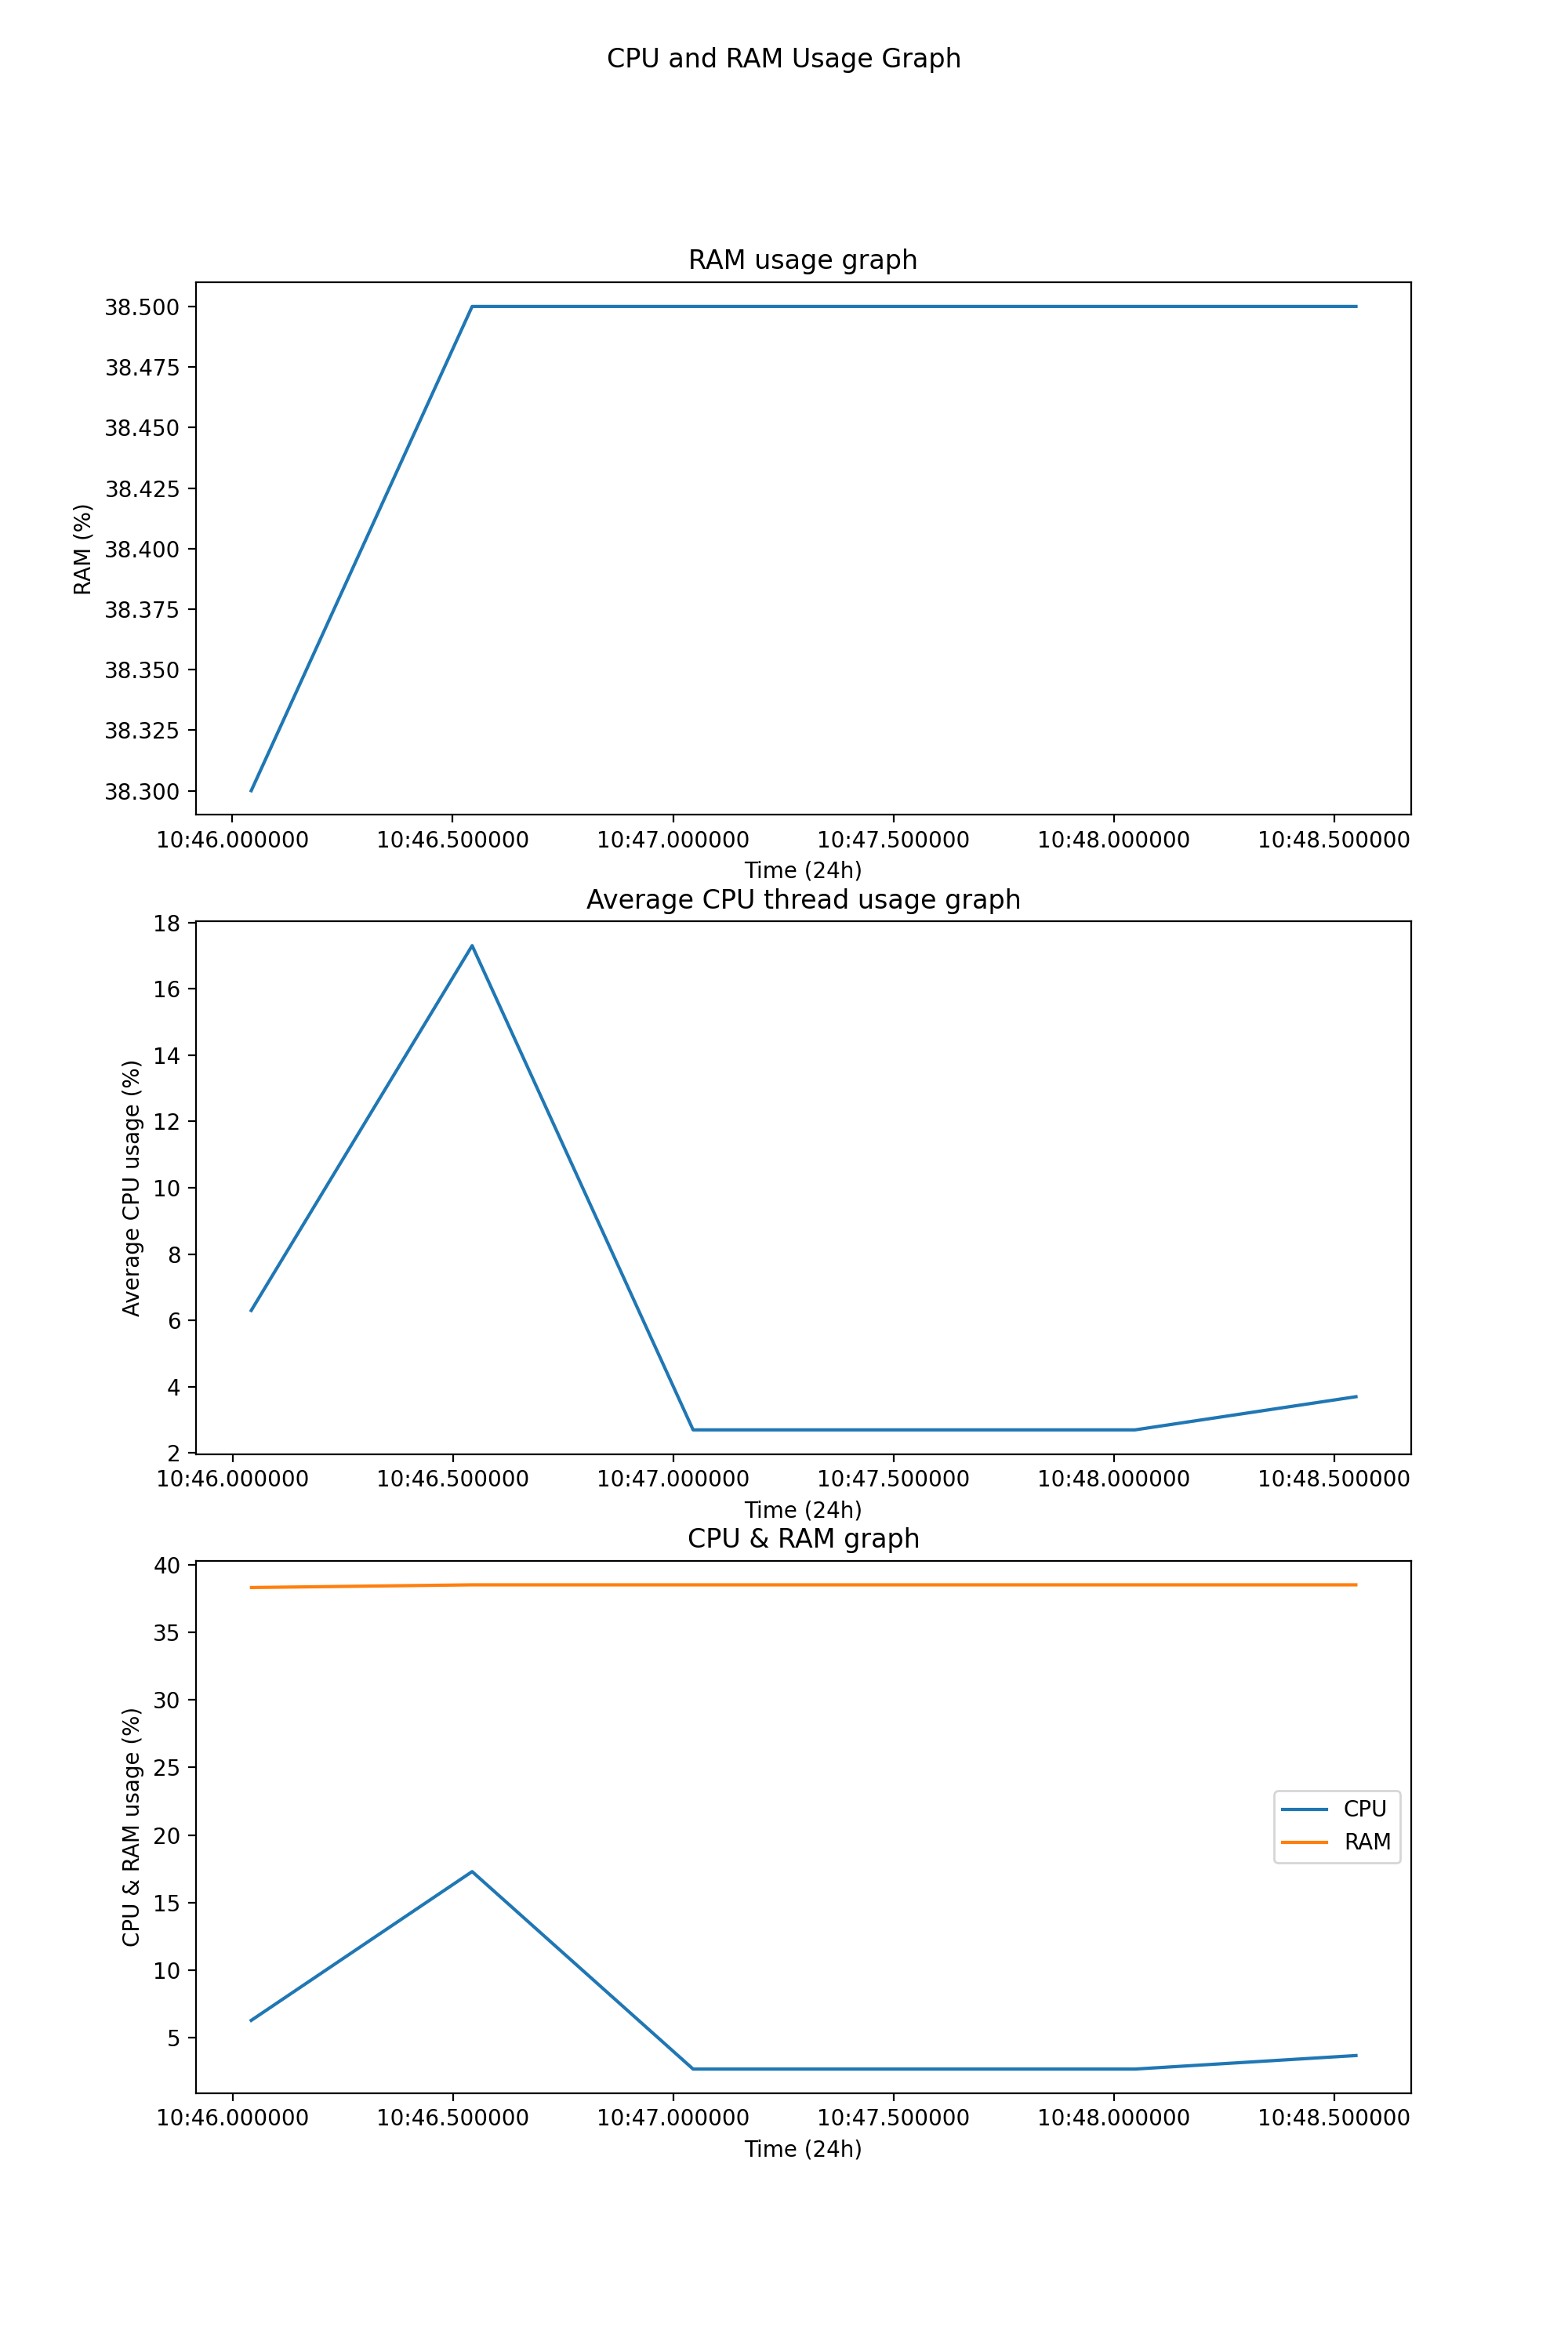 CPU and RAM Usage Graph
RAM usage graph
38.500
38.475
38.450
38.425
38.400
38.375
38.350
38.325
38.300
RAM (%)
10:46.000000 10:46.500000 10:47.000000 10:47.500000 10:48.000000 10:48.500000
Time (24h)
Average CPU thread usage graph
18
16
14
12
10
8
6
4
2
Average CPU usage (%)
10:46.000000 10:46.500000 10:47.000000 10:47.500000 10:48.000000 10:48.500000
Time (24h)
CPU & RAM graph
40
35
30
25
20
15
10
5
CPU & RAM usage (%)
CPU
RAM
10:46.000000 10:46.500000 10:47.000000 10:47.500000 10:48.000000 10:48.500000
Time (24h)